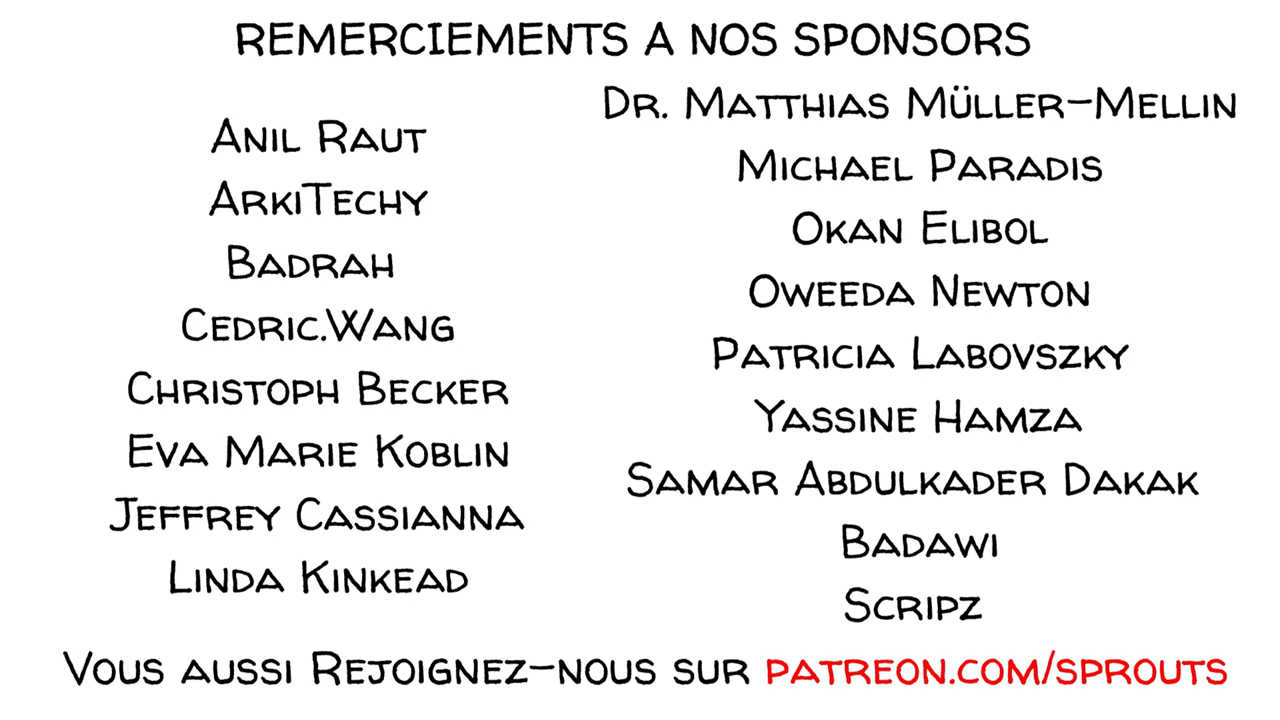 REMERCIEMENTS A NOS SPONSORS
ANIL RAUT
ARKITECHY
BADRAH
CEDRIC.WANG
CHRISTOPH BECKER
EVA MARIE KOBLIN
JEFFREY CASSIANNA
LINDA KINKEAD
DR. MATTHIAS MÜLLER-MELLIN
MICHAEL PARADIS
OKAN ELIBOL
OWEEDA NEWTON
PATRICIA LABOVSZKY
YASSINE HAMZA
SAMAR ABDULKADER DAKAK
BADAWI
SCRIPZ
VOUS AUSSI REJOIGNEZ-NOUS SUR PATREON.COM/SPROUTS